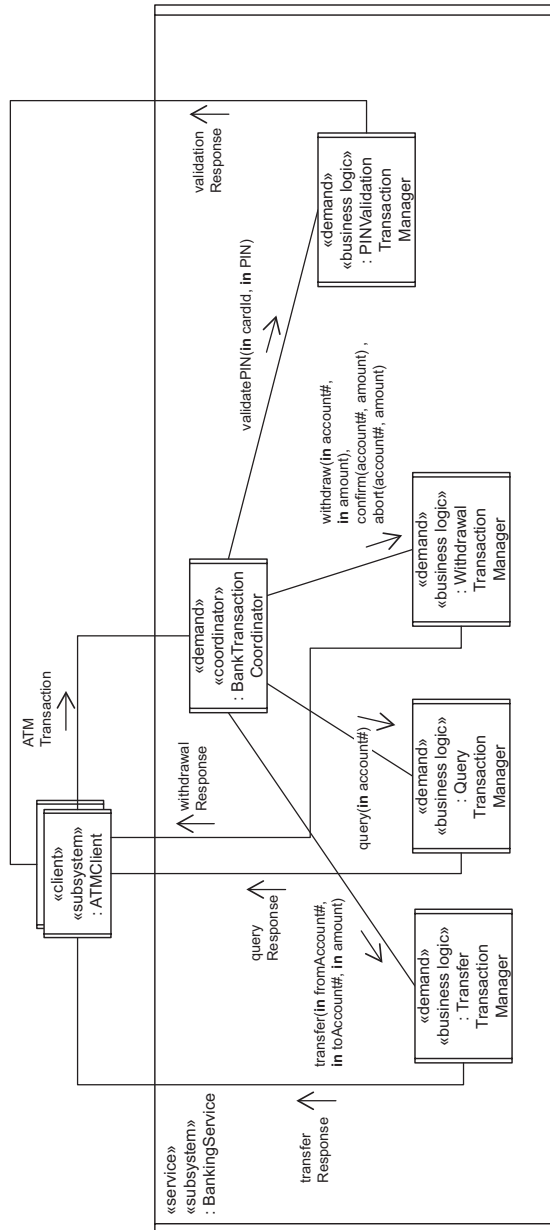 «client»
«subsystem»
: ATMClient
ATM
Transaction
validation
Response
withdrawal
Response
query
Response
transfer
Response
«service»
«subsystem»
: BankingService
«demand»
«coordinator»
: BankTransaction
Coordinator
validatePIN(in cardId, in PIN)
withdraw(in account#,
in amount),
confirm(account#, amount) ,
abort(account#, amount)
query(in account#)
transfer(in fromAccount#,
in toAccount#, in amount)
«demand»
«business logic»
: Transfer
Transaction
Manager
«demand»
«business logic»
: Query
Transaction
Manager
«demand»
«business logic»
: Withdrawal
Transaction
Manager
«demand»
«business logic»
: PINValidation
Transaction
Manager